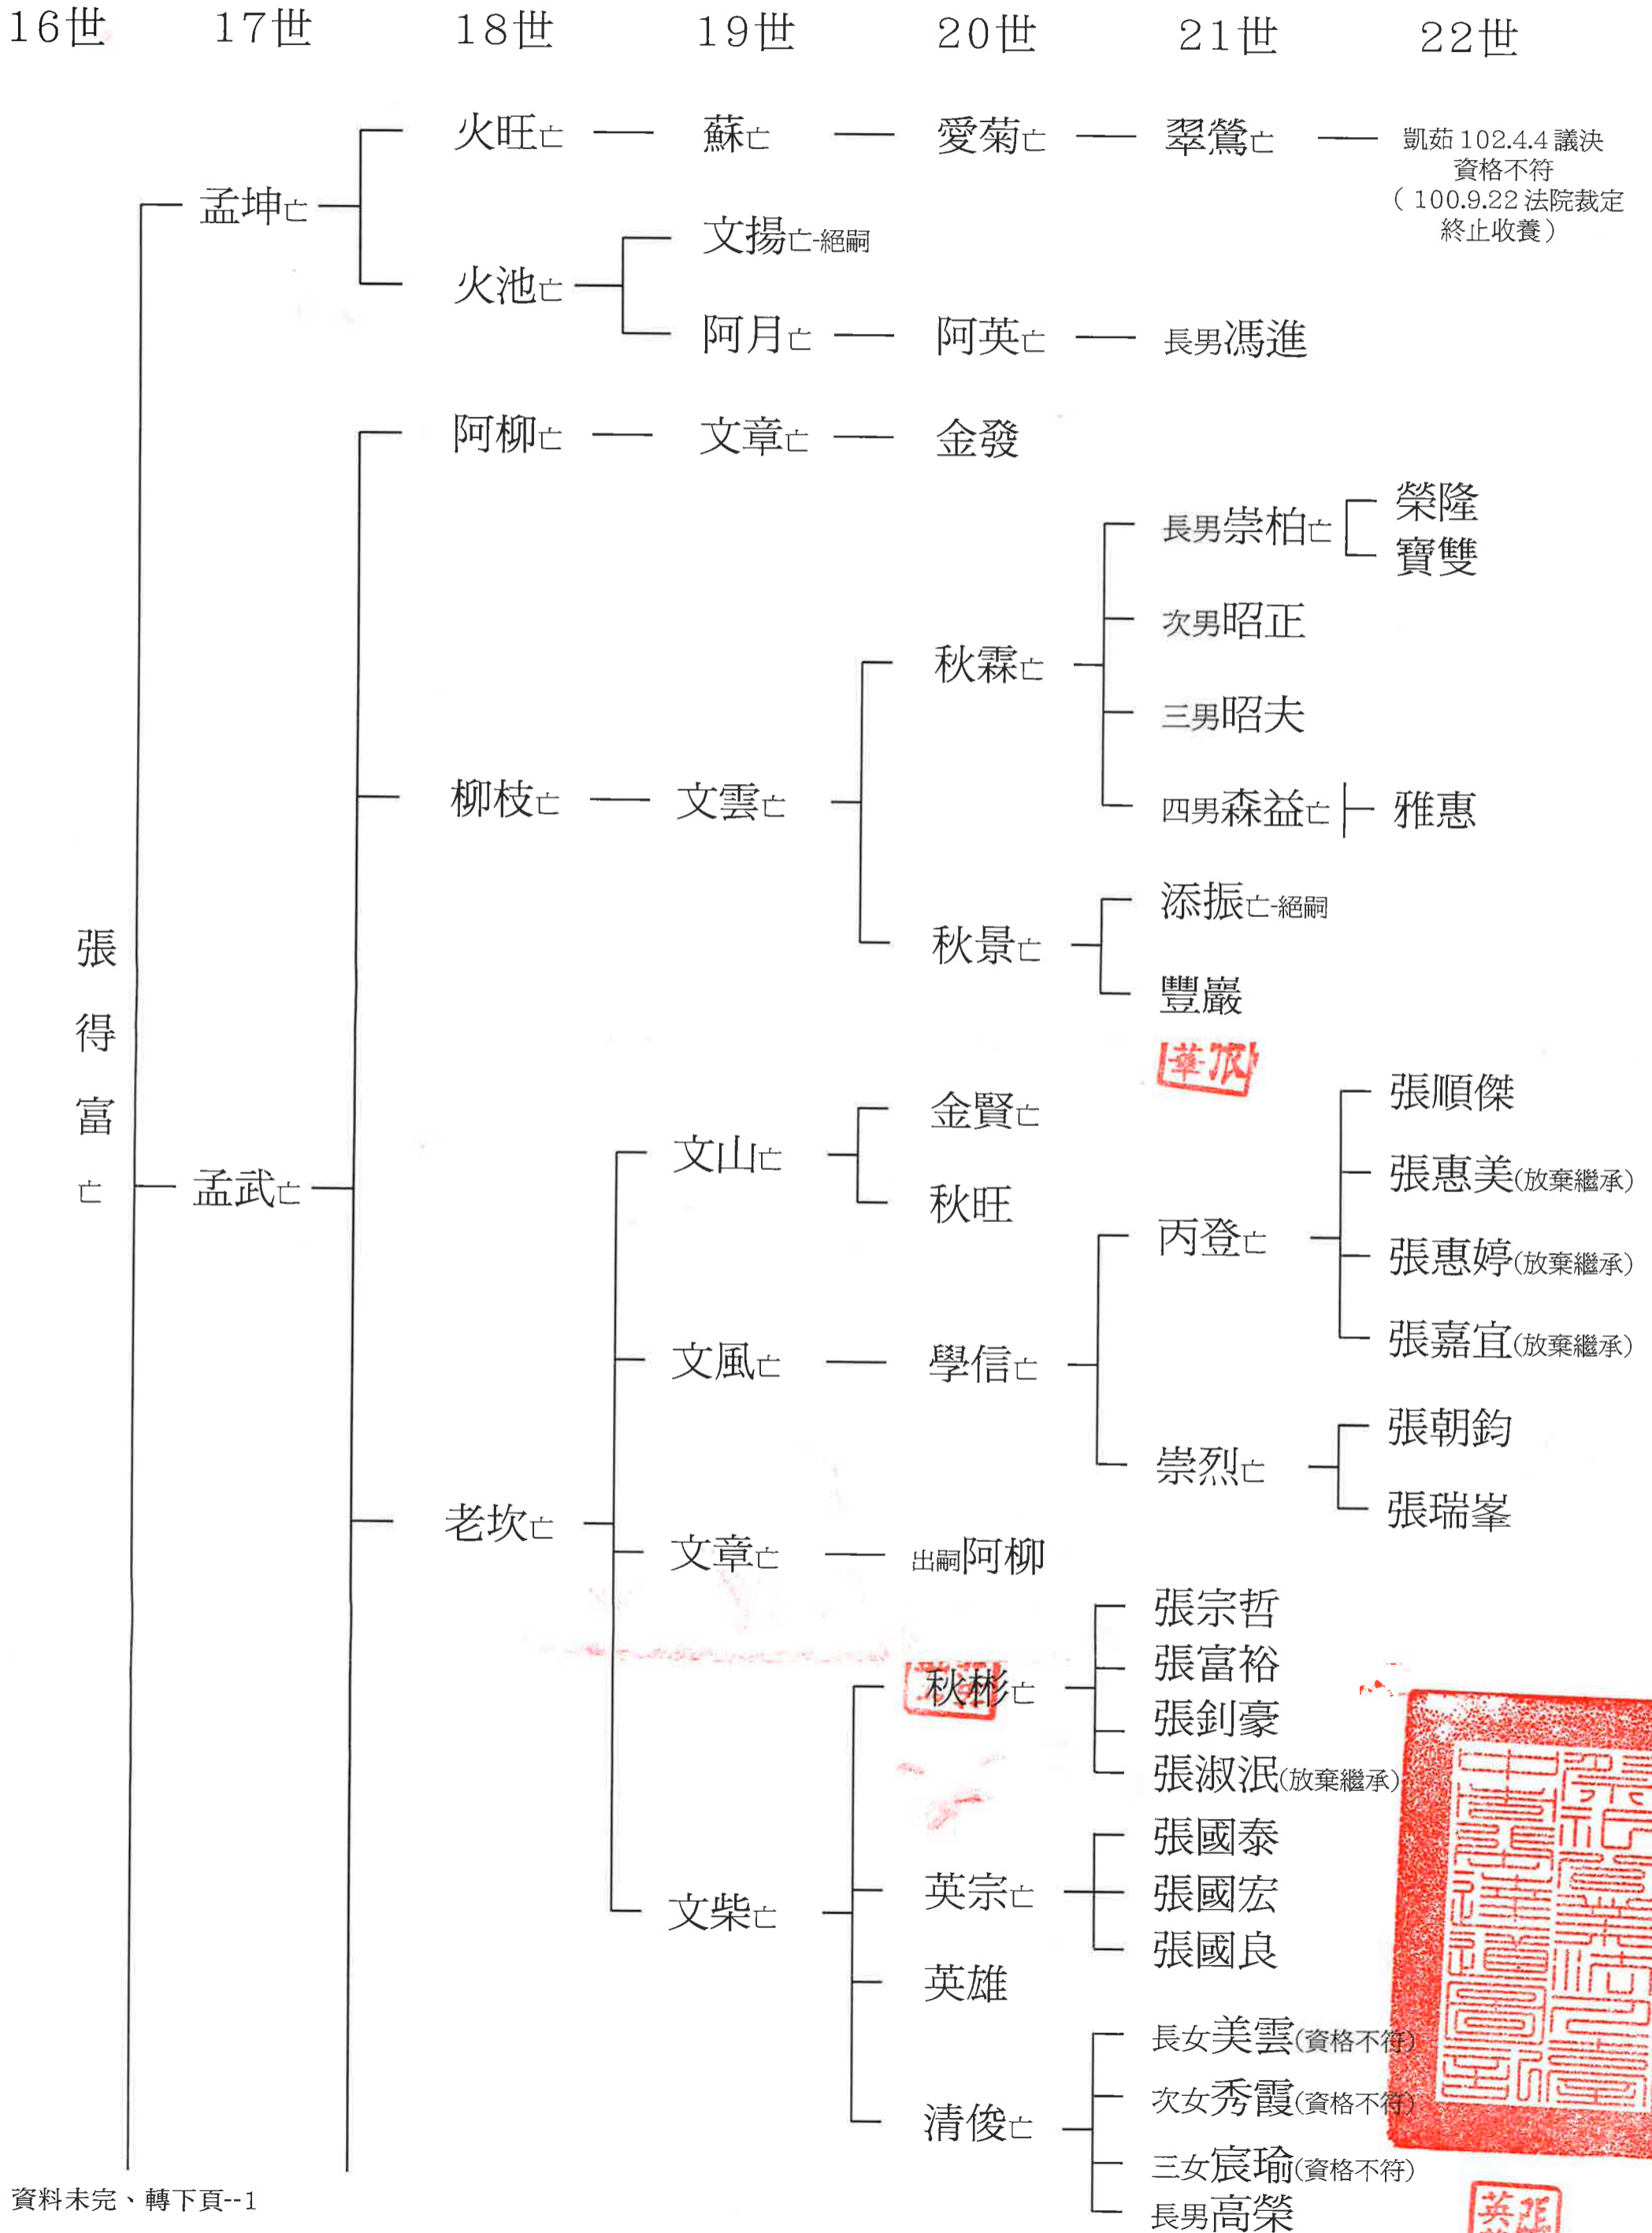 16世 17世 18世 19世 20世 21世 22世
火旺亡 蘇亡 愛菊亡 翠鶯亡 凱茹102.4.4議決
資格不符
（100.9.22法院裁定
終止收養）
孟坤亡
文揚亡-絕嗣
火池亡
阿月亡 阿英亡 長男馮進
阿柳亡 文章亡 金發
榮隆
長男崇柏亡
寶雙
次男昭正
秋霖亡
三男昭夫
柳枝亡 文雲亡 四男森益亡 雅惠
添振亡-絕嗣
秋景亡
豐巖
張得富亡
孟武亡
張順傑
金賢亡
文山亡
張惠美(放棄繼承)
秋旺
丙登亡
張惠婷(放棄繼承)
張嘉宜(放棄繼承)
文風亡 學信亡
張朝鈞
崇烈亡
張瑞峯
老坎亡
文章亡 出嗣阿柳
張宗哲
張富裕
秋彬亡
張釗豪
張淑泯(放棄繼承)
張國泰
英宗亡 張國宏
文柴亡
張國良
英雄
長女美雲(資格不符)
次女秀霞(資格不符)
清俊亡
三女宸瑜(資格不符)
長男高榮
資料未完、轉下頁--1